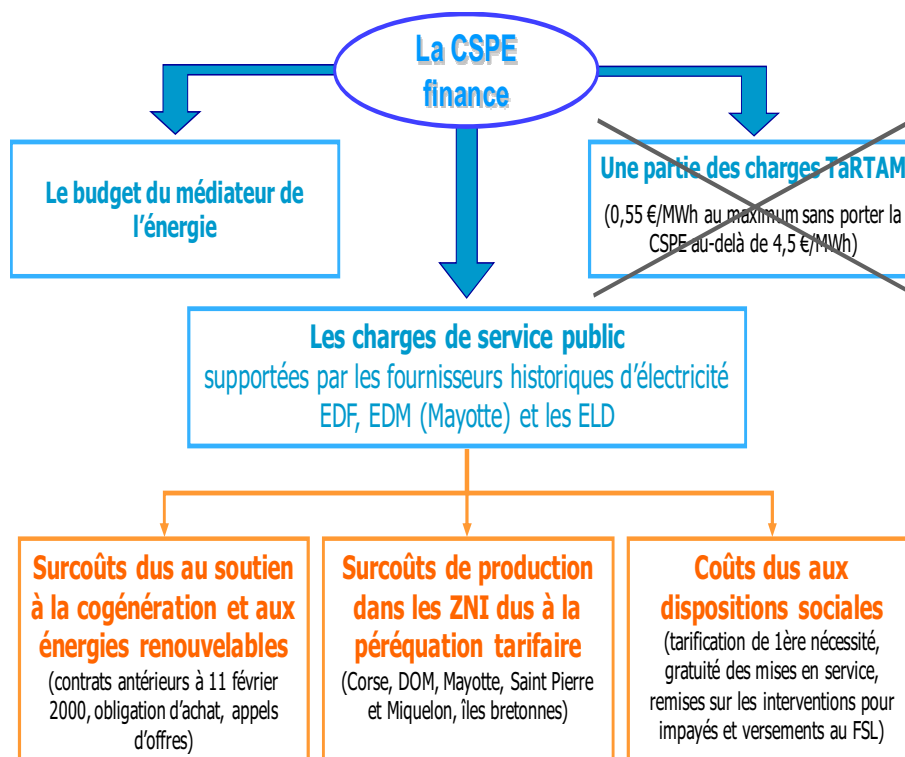 La CSPE
finance
Le budget du médiateur de
l'énergie
Une partie des charges TaRTAM
(0,55 €/MWh au maximum sans porter la
CSPE au-delà de 4,5 €/MWh)
Les charges de service public
supportées par les fournisseurs historiques d'électricité
EDF, EDM (Mayotte) et les ELD
Surcoûts dus au soutien
à la cogénération et aux
énergies renouvelables
(contrats antérieurs à 11 février
2000, obligation d'achat, appels
d'offres)
Surcoûts de production
dans les ZNI dus à la
péréquation tarifaire
(Corse, DOM, Mayotte, Saint Pierre
et Miquelon, îles bretonnes)
Coûts dus aux
dispositions sociales
(tarification de 1ère nécessité,
gratuité des mises en service,
remises sur les interventions pour
impayés et versements au FSL)